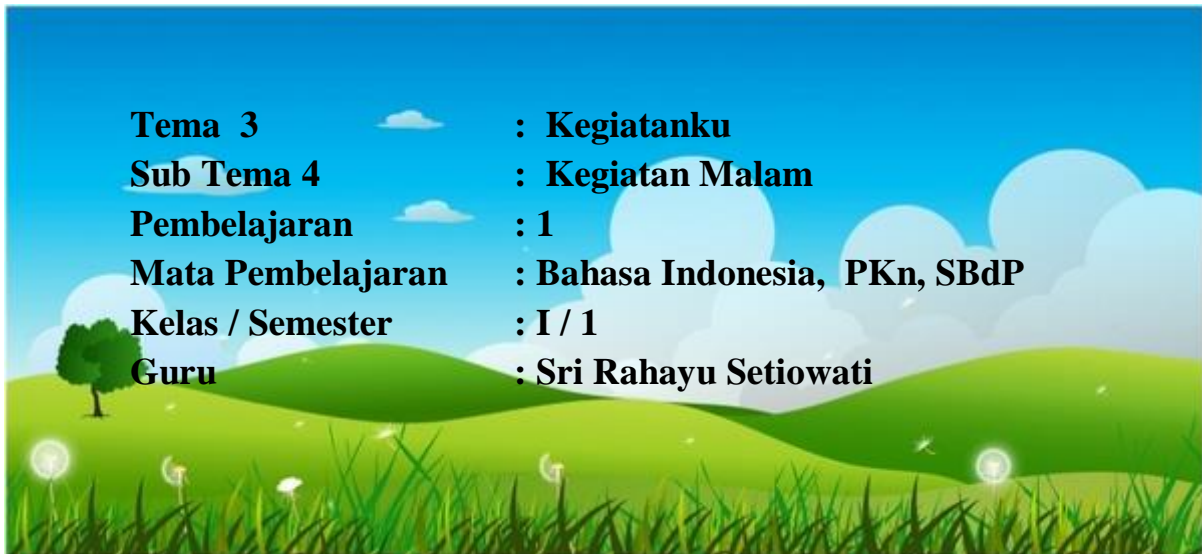 Tema 3 : Kegiatanku
Sub Tema 4 : Kegiatan Malam
Pembelajaran : 1
Mata Pembelajaran : Bahasa Indonesia, PKn, SBdP
Kelas / Semester : I / 1
Guru : Sri Rahayu Setiowati